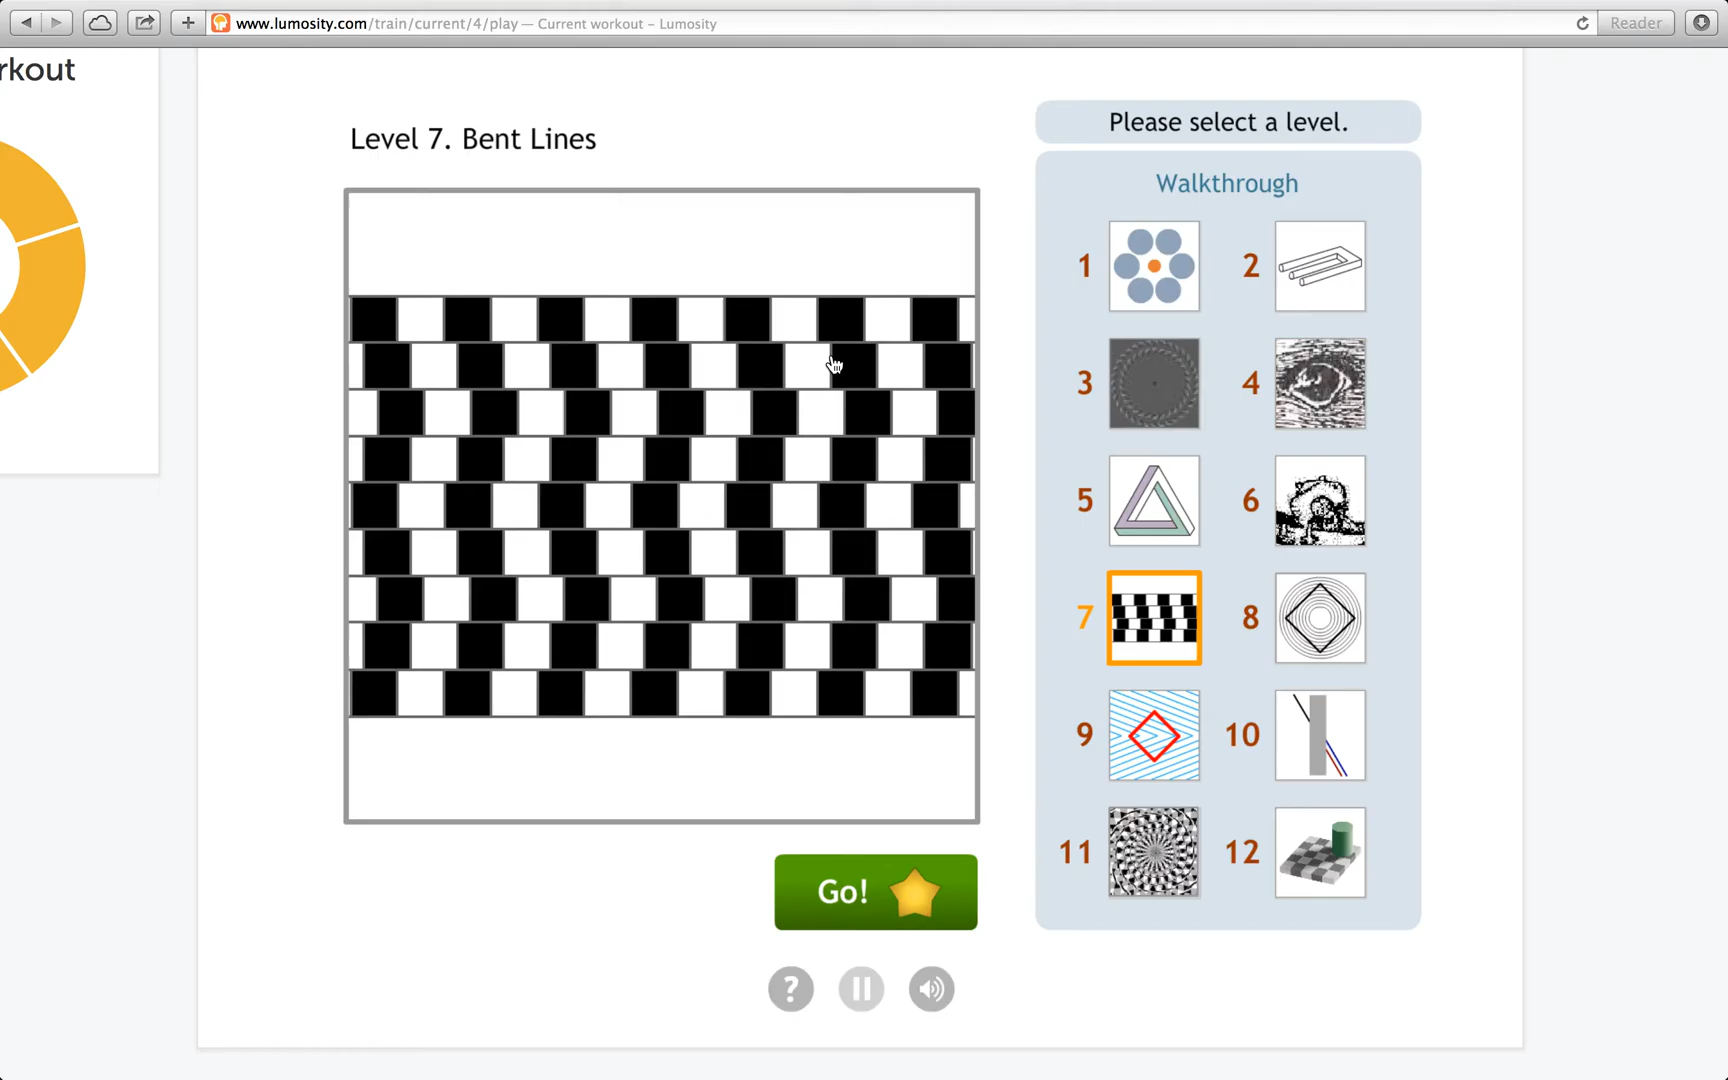 www.lumosity.com/train/current/4/play — Current workout – Lumosity
Reader
rkout
Level 7. Bent Lines
Please select a level.
Walkthrough
1
2
3
4
5
6
7
8
9
10
11
12
Go!
?